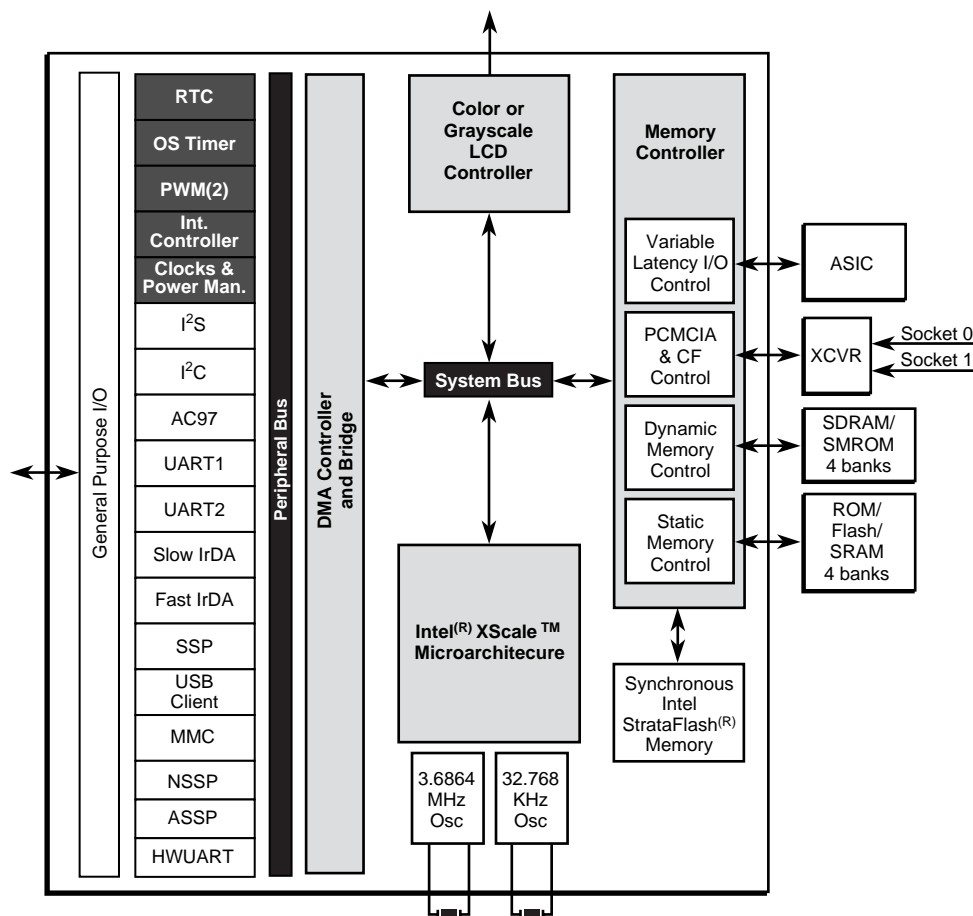 General Purpose I/O
RTC
OS Timer
PWM(2)
Int.
Controller
Clocks &
Power Man.
I²S
I²C
AC97
UART1
UART2
Slow IrDA
Fast IrDA
SSP
USB
Client
MMC
NSSP
ASSP
HWUART
Peripheral Bus
DMA Controller
and Bridge
Color or
Grayscale
LCD
Controller
System Bus
Intel(R) XScale TM
Microarchitecure
3.6864
MHz
Osc
32.768
KHz
Osc
Memory
Controller
Variable
Latency I/O
Control
PCMCIA
& CF
Control
Dynamic
Memory
Control
Static
Memory
Control
Synchronous
Intel
StrataFlash(R)
Memory
ASIC
XCVR
Socket 0
Socket 1
SDRAM/
SMROM
4 banks
ROM/
Flash/
SRAM
4 banks